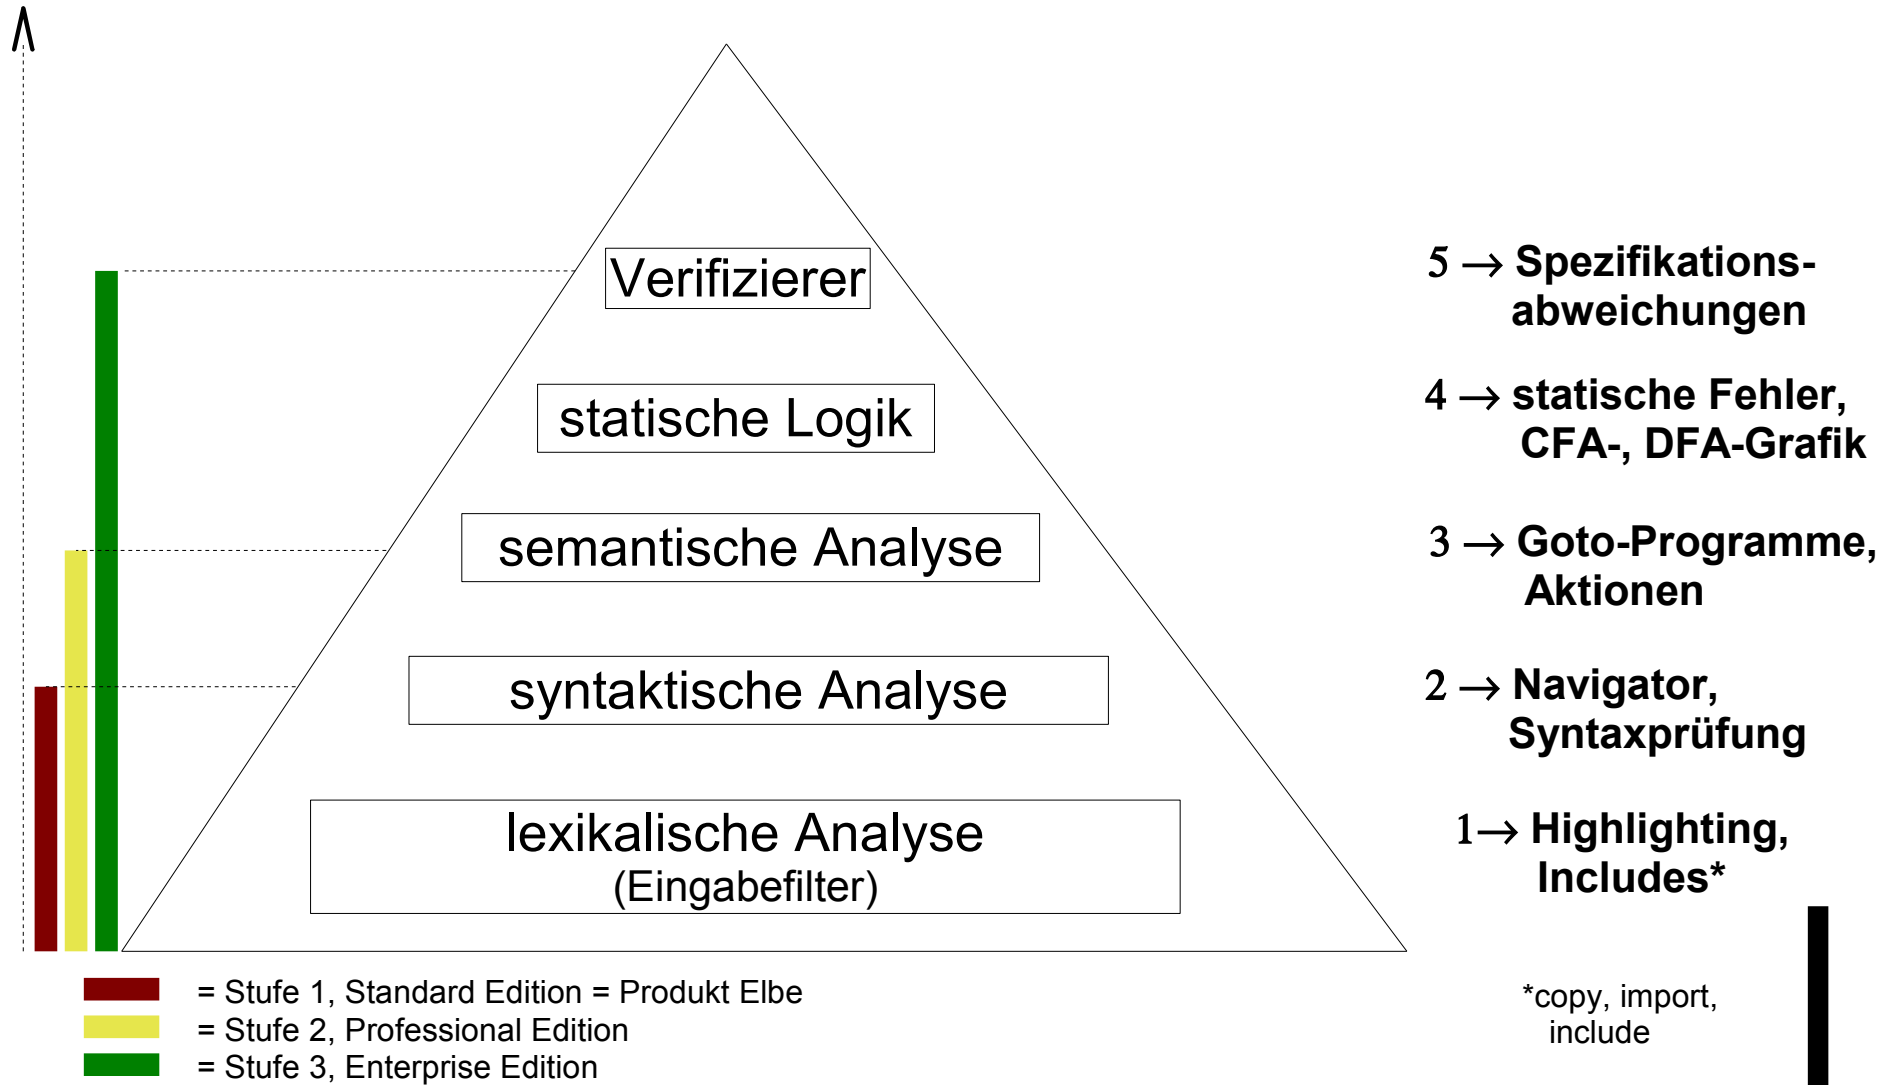 Verifizierer
statische Logik
semantische Analyse
syntaktische Analyse
lexikalische Analyse
(Eingabefilter)
5 → Spezifikations-
abweichungen
4 → statische Fehler,
CFA-, DFA-Grafik
3 → Goto-Programme,
Aktionen
2 → Navigator,
Syntaxprüfung
1→ Highlighting,
Includes*
*copy, import,
include
= Stufe 1, Standard Edition = Produkt Elbe
= Stufe 2, Professional Edition
= Stufe 3, Enterprise Edition